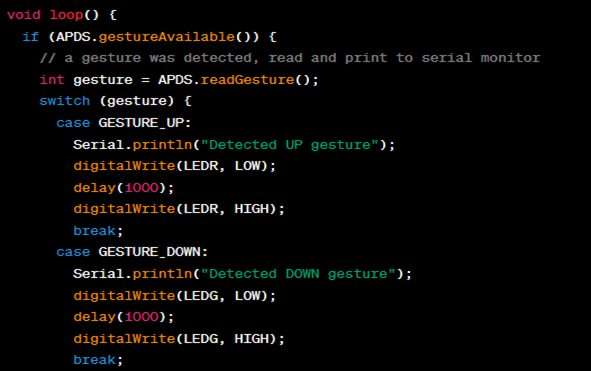 void loop() {
if (APDS.gestureAvailable()) {
// a gesture was detected, read and print to serial monitor
int gesture = APDS.readGesture();
switch (gesture) {
case GESTURE_UP:
Serial.println("Detected UP gesture");
digitalWrite(LEDR, LOW);
delay(1000);
digitalWrite(LEDR, HIGH);
break;
case GESTURE_DOWN:
Serial.println("Detected DOWN gesture");
digitalWrite(LEDG, LOW);
delay(1000);
digitalWrite(LEDG, HIGH);
break;